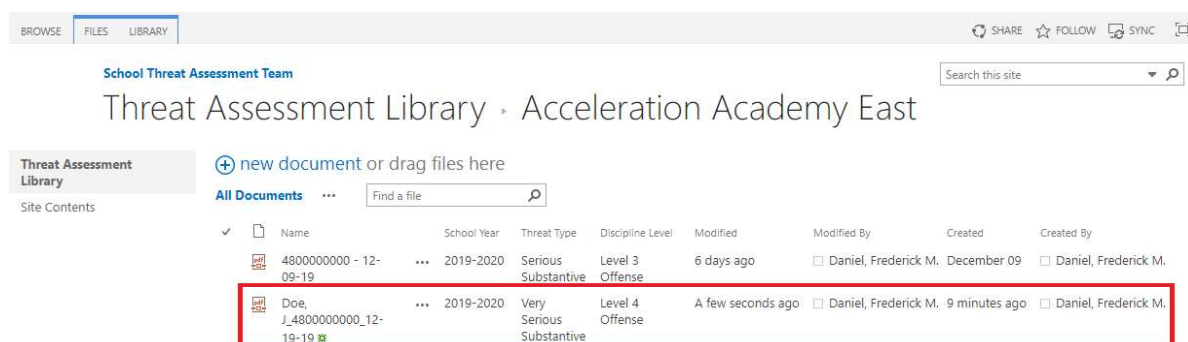 BROWSE FILES LIBRARY SHARE FOLLOW SYNC
School Threat Assessment Team
Search this site
Threat Assessment Library ▸ Acceleration Academy East
Threat Assessment
Library
Site Contents
new document or drag files here
All Documents ... Find a file
Name School Year Threat Type Discipline Level Modified Modified By Created Created By
4800000000 - 12- ... 2019-2020 Serious Level 3 6 days ago Daniel, Frederick M. December 09 Daniel, Frederick M.
09-19 Substantive Offense
Doe, ... 2019-2020 Very Level 4 A few seconds ago Daniel, Frederick M. 9 minutes ago Daniel, Frederick M.
J_4800000000_12- Serious Offense
19-19 Substantive